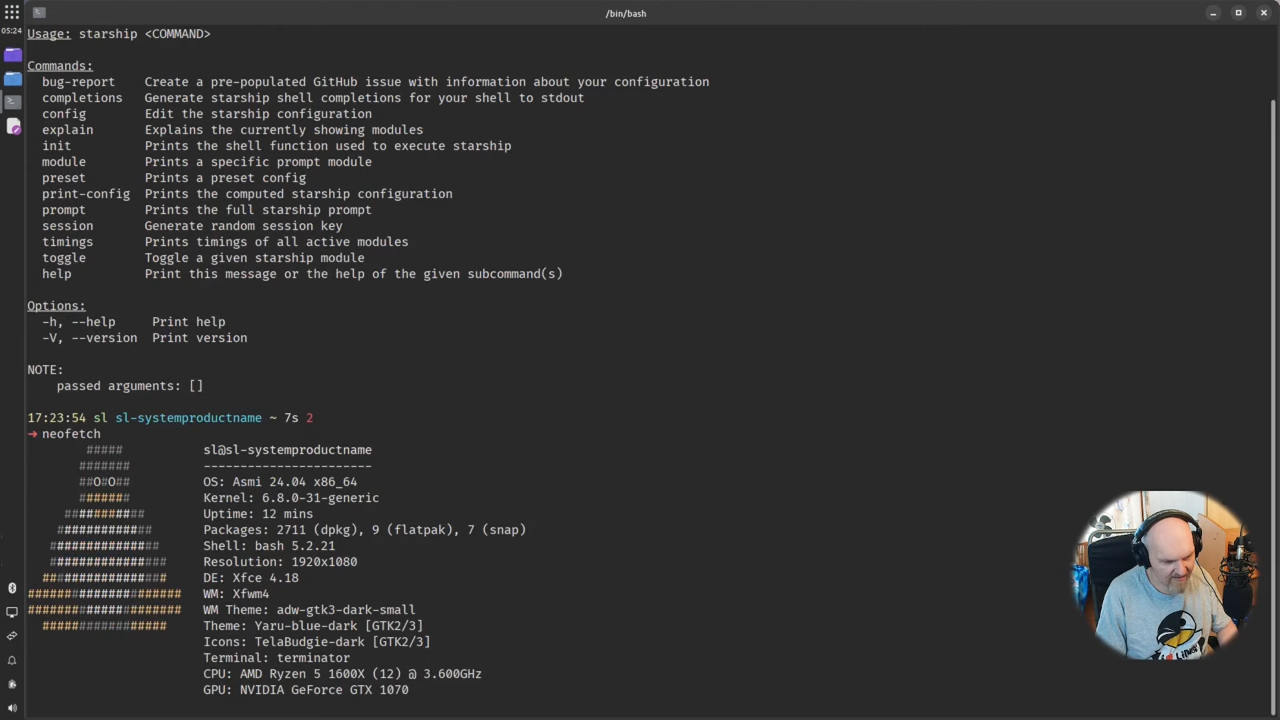 /bin/bash
05:24
Usage: starship <COMMAND>
Commands:
bug-report Create a pre-populated GitHub issue with information about your configuration
completions Generate starship shell completions for your shell to stdout
config Edit the starship configuration
explain Explains the currently showing modules
init Prints the shell function used to execute starship
module Prints a specific prompt module
preset Prints a preset config
print-config Prints the computed starship configuration
prompt Prints the full starship prompt
session Generate random session key
timings Prints timings of all active modules
toggle Toggle a given starship module
help Print this message or the help of the given subcommand(s)
Options:
-h, --help Print help
-V, --version Print version
NOTE:
passed arguments: []
17:23:54 sl sl-systemproductname ~ 7s 2
➜ neofetch
##### sl@sl-systemproductname
####### -----------------------
##O#O## OS: Asmi 24.04 x86_64
####### Kernel: 6.8.0-31-generic
########### Uptime: 12 mins
############# Packages: 2711 (dpkg), 9 (flatpak), 7 (snap)
############### Shell: bash 5.2.21
################ Resolution: 1920x1080
################# DE: Xfce 4.18
##################### WM: Xfwm4
##################### WM Theme: adw-gtk3-dark-small
################# Theme: Yaru-blue-dark [GTK2/3]
Icons: TelaBudgie-dark [GTK2/3]
Terminal: terminator
CPU: AMD Ryzen 5 1600X (12) @ 3.600GHz
GPU: NVIDIA GeForce GTX 1070